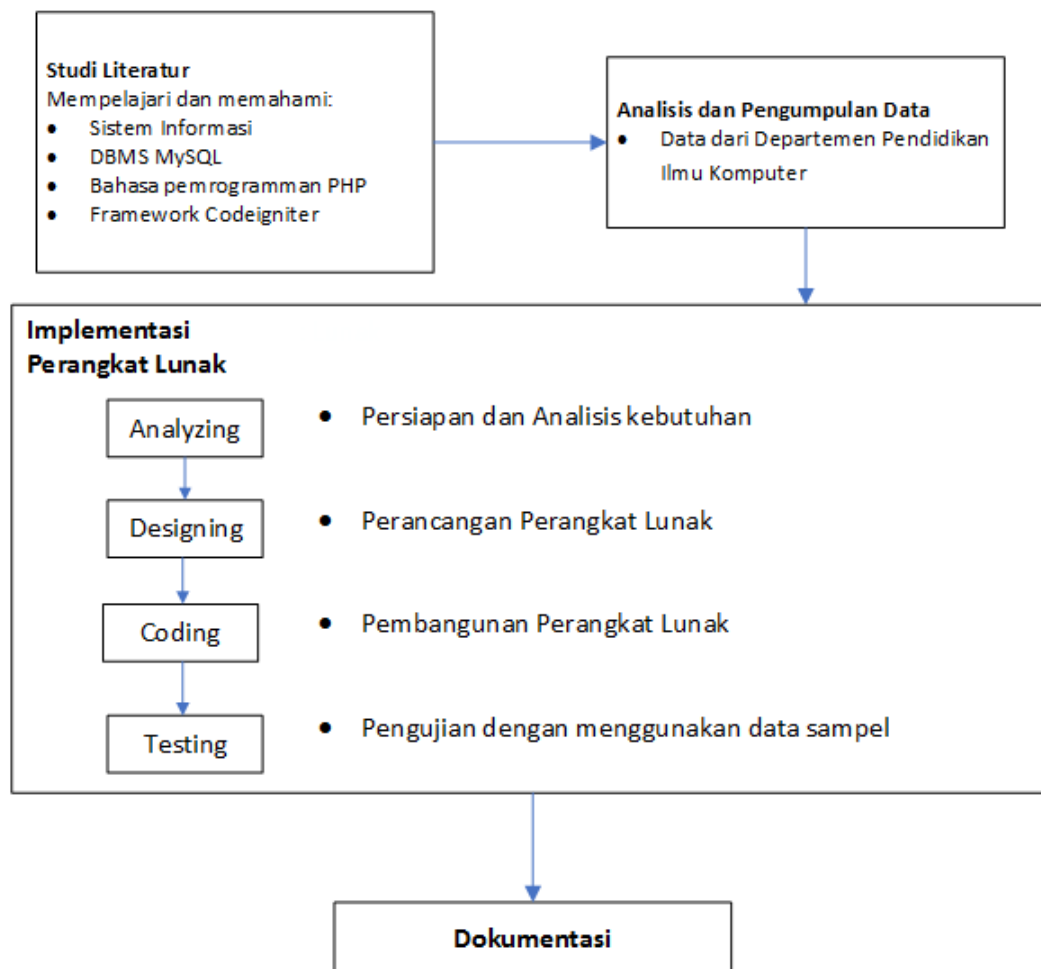 Studi Literatur
Mempelajari dan memahami:
• Sistem Informasi
• DBMS MySQL
• Bahasa pemrogramman PHP
• Framework Codeigniter
Analisis dan Pengumpulan Data
• Data dari Departemen Pendidikan
Ilmu Komputer
Implementasi
Perangkat Lunak
Analyzing
• Persiapan dan Analisis kebutuhan
Designing
• Perancangan Perangkat Lunak
Coding
• Pembangunan Perangkat Lunak
Testing
• Pengujian dengan menggunakan data sampel
Dokumentasi